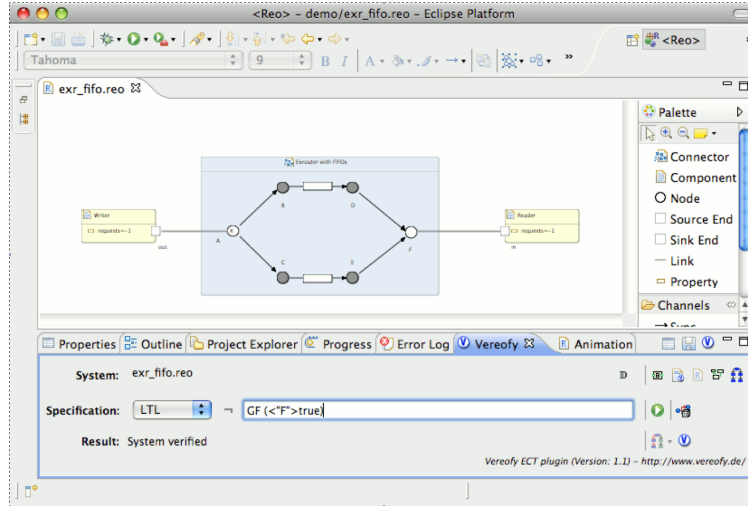 <Reo> - demo/exr_fifo.reo - Eclipse Platform
<Reo>
Tahoma 9 B I A
exr_fifo.reo
Palette
Connector
Component
Node
Source End
Sink End
Link
Property
Channels
Sync
Exrouter with FIFOs
Writer
requests=-1
out
A
B
D
C
E
F
Reader
requests=-1
in
Properties Outline Project Explorer Progress Error Log Vereofy Animation
System: exr_fifo.reo
Specification: LTL ¬ GF (<"F">true)
Result: System verified
Vereofy ECT plugin (Version: 1.1) - http://www.vereofy.de/